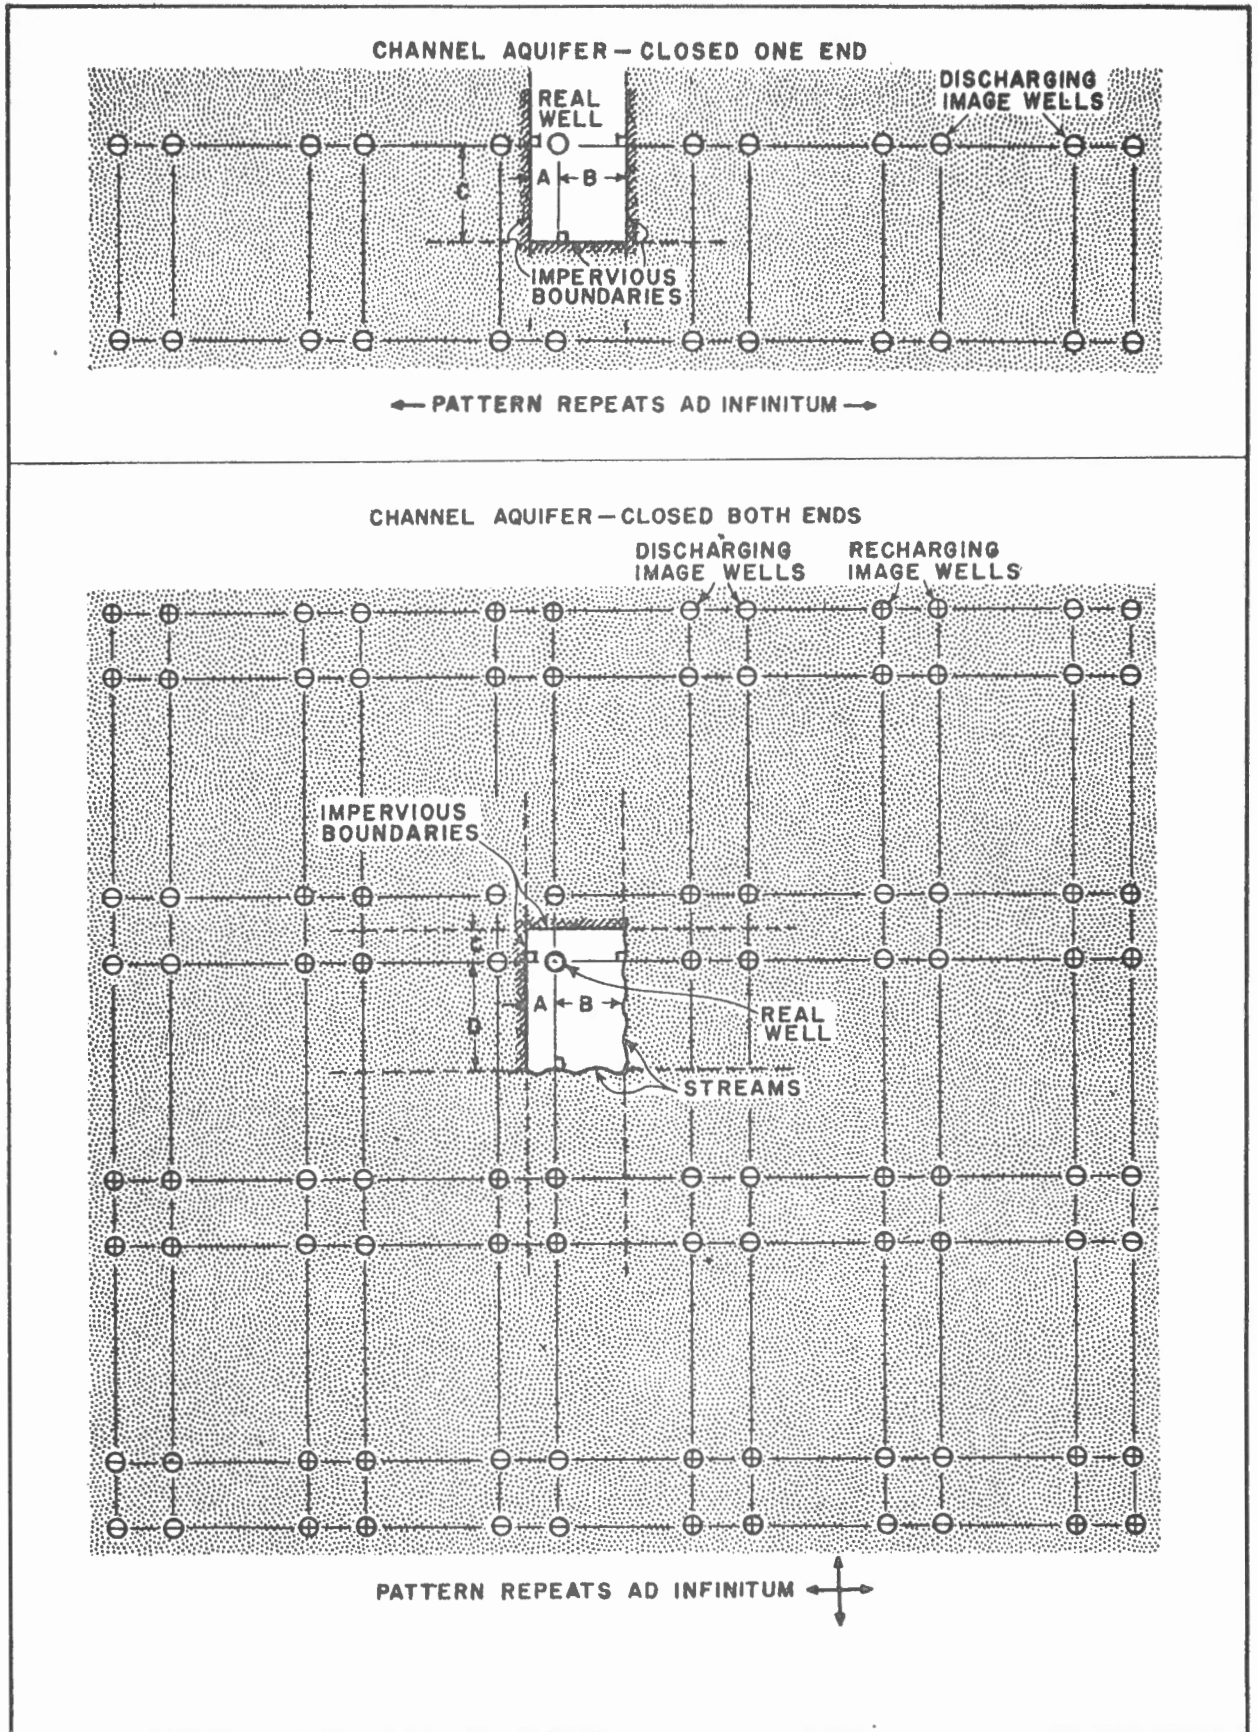 CHANNEL AQUIFER — CLOSED ONE END
DISCHARGING
IMAGE WELLS
REAL
WELL
A
B
C
IMPERVIOUS
BOUNDARIES
← PATTERN REPEATS AD INFINITUM →
CHANNEL AQUIFER — CLOSED BOTH ENDS
DISCHARGING
IMAGE WELLS
RECHARGING
IMAGE WELLS
IMPERVIOUS
BOUNDARIES
A
B
D
REAL
WELL
STREAMS
PATTERN REPEATS AD INFINITUM